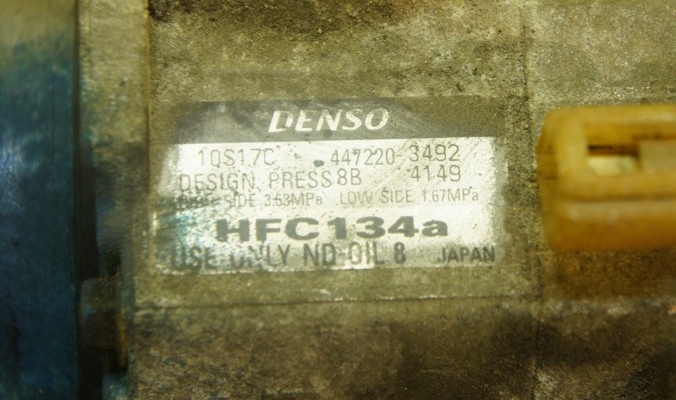 DENSO
10S17C 447220-3492
DESIGN PRESS 8B 4149
SIDE 3.53MPa LOW SIDE 1.67MPa
HFC134a
USE ONLY ND-OIL 8 JAPAN